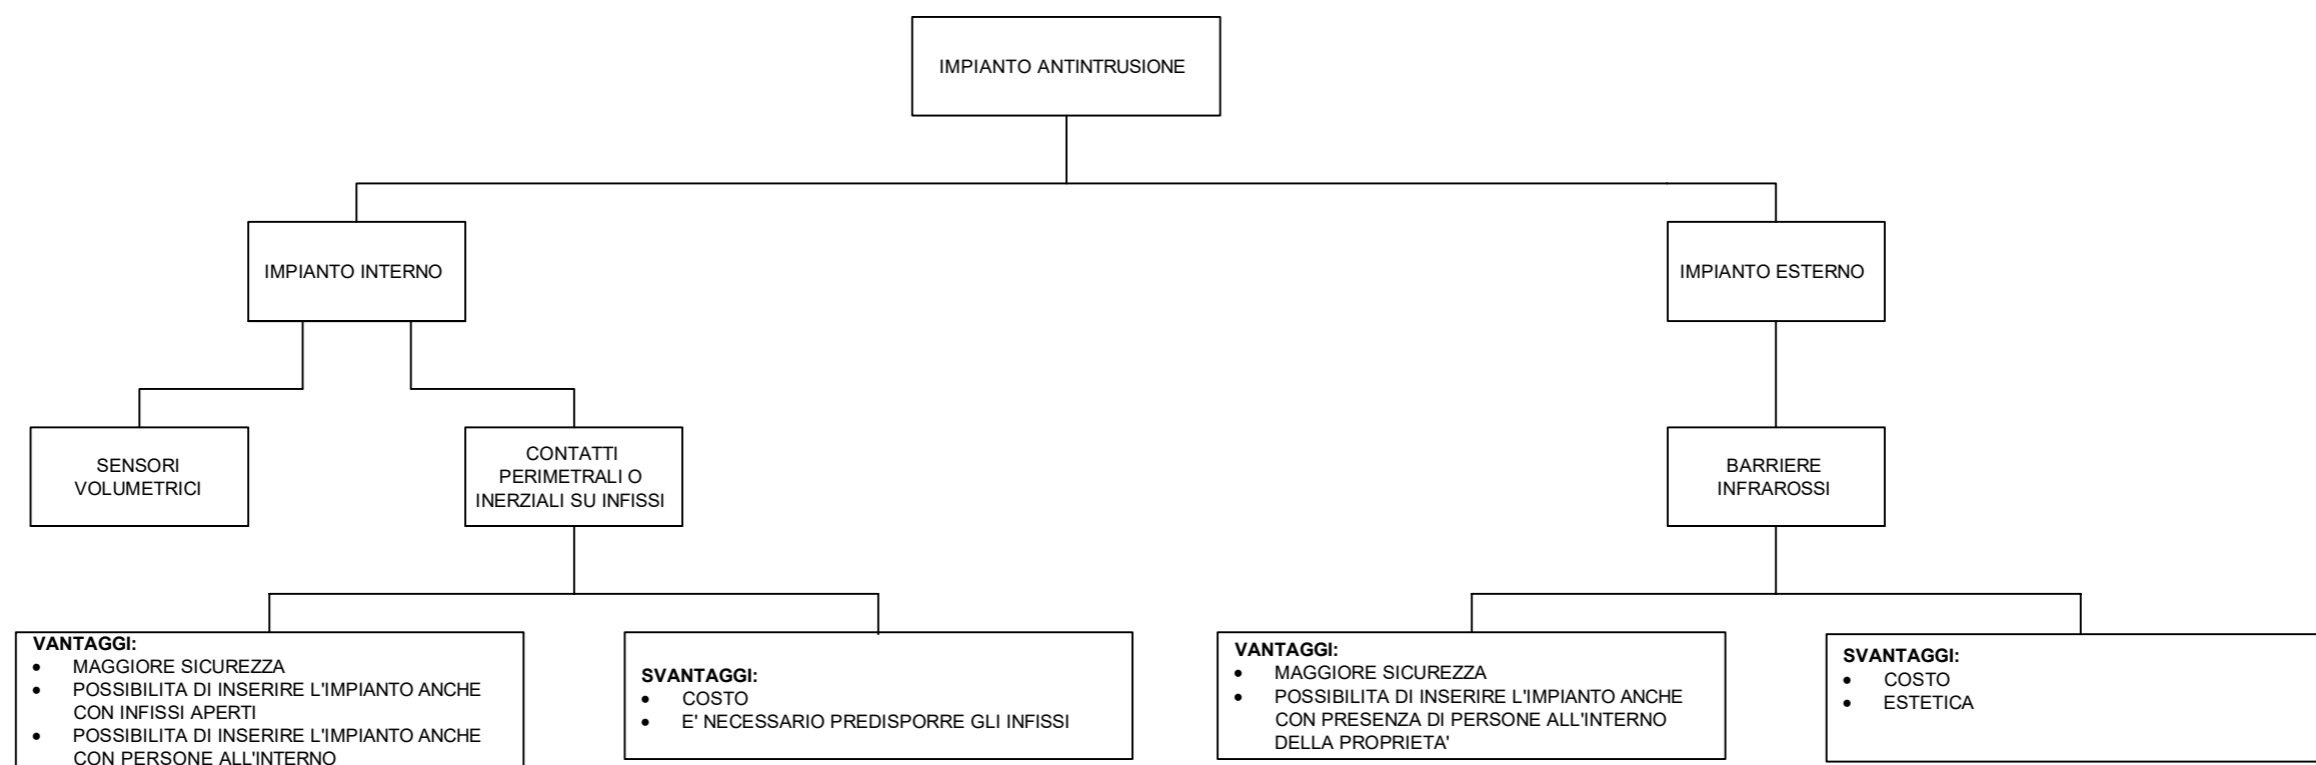 IMPIANTO ANTINTRUSIONE
IMPIANTO INTERNO
IMPIANTO ESTERNO
SENSORI
VOLUMETRICI
CONTATTI
PERIMETRALI O
INERZIALI SU INFISSI
BARRIERE
INFRAROSSI
VANTAGGI:
• MAGGIORE SICUREZZA
• POSSIBILITA DI INSERIRE L'IMPIANTO ANCHE
CON INFISSI APERTI
• POSSIBILITA DI INSERIRE L'IMPIANTO ANCHE
CON PERSONE ALL'INTERNO
SVANTAGGI:
• COSTO
• E' NECESSARIO PREDISPORRE GLI INFISSI
VANTAGGI:
• MAGGIORE SICUREZZA
• POSSIBILITA DI INSERIRE L'IMPIANTO ANCHE
CON PRESENZA DI PERSONE ALL'INTERNO
DELLA PROPRIETA'
SVANTAGGI:
• COSTO
• ESTETICA